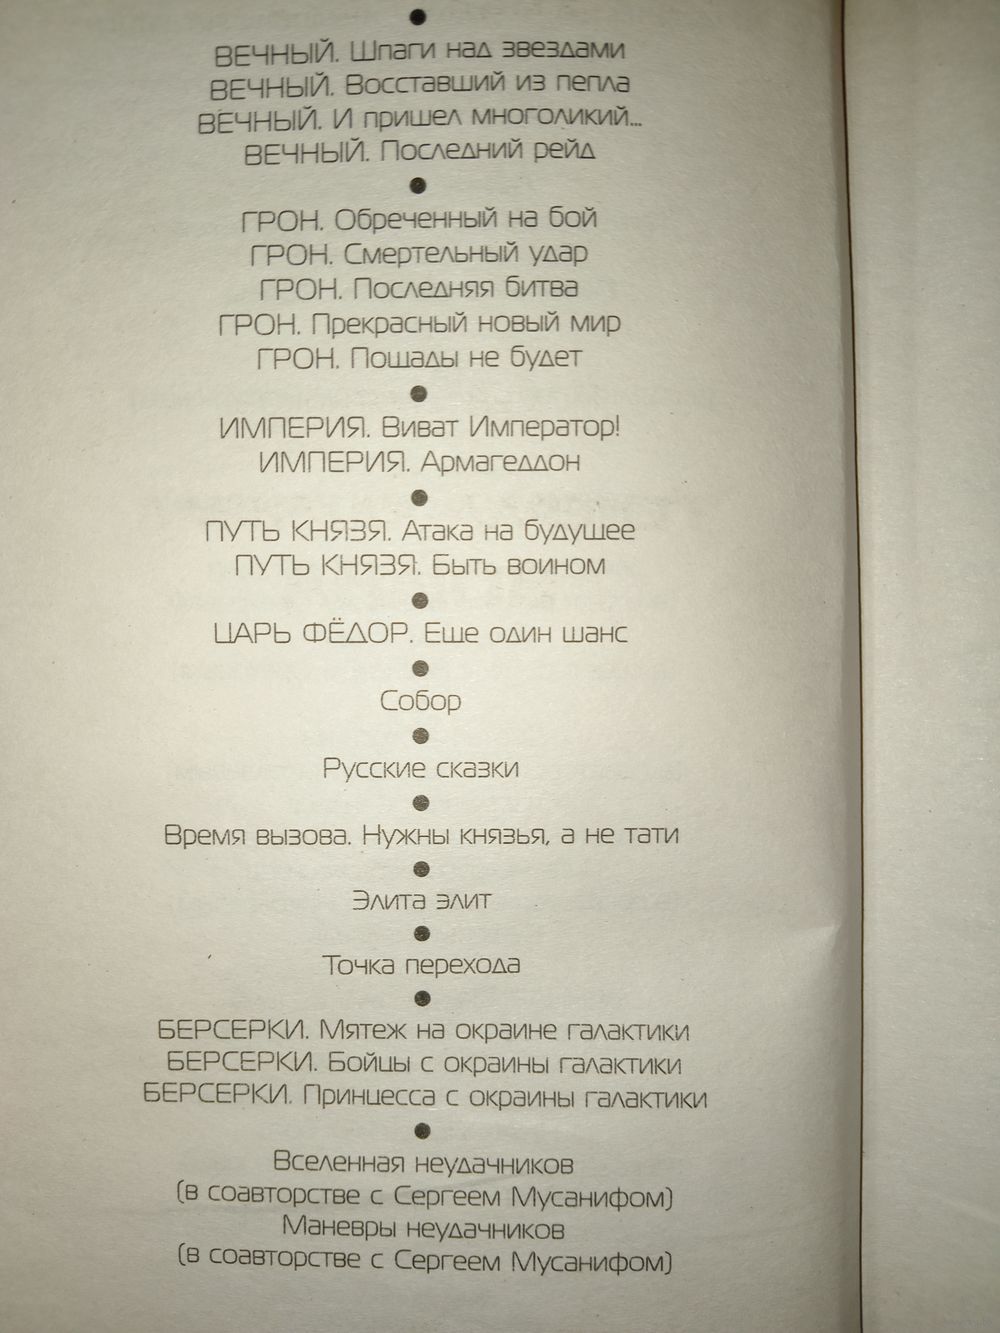 •
ВЕЧНЫЙ. Шпаги над звездами
ВЕЧНЫЙ. Восставший из пепла
ВЕЧНЫЙ. И пришел многоликий...
ВЕЧНЫЙ. Последний рейд
•
ГРОН. Обреченный на бой
ГРОН. Смертельный удар
ГРОН. Последняя битва
ГРОН. Прекрасный новый мир
ГРОН. Пощады не будет
•
ИМПЕРИЯ. Виват Император!
ИМПЕРИЯ. Армагеддон
•
ПУТЬ КНЯЗЯ. Атака на будущее
ПУТЬ КНЯЗЯ. Быть воином
•
ЦАРЬ ФЁДОР. Еще один шанс
•
Собор
•
Русские сказки
•
Время вызова. Нужны князья, а не тати
•
Элита элит
•
Точка перехода
•
БЕРСЕРКИ. Мятеж на окраине галактики
БЕРСЕРКИ. Бойцы с окраины галактики
БЕРСЕРКИ. Принцесса с окраины галактики
•
Вселенная неудачников
(в соавторстве с Сергеем Мусанифом)
Маневры неудачников
(в соавторстве с Сергеем Мусанифом)